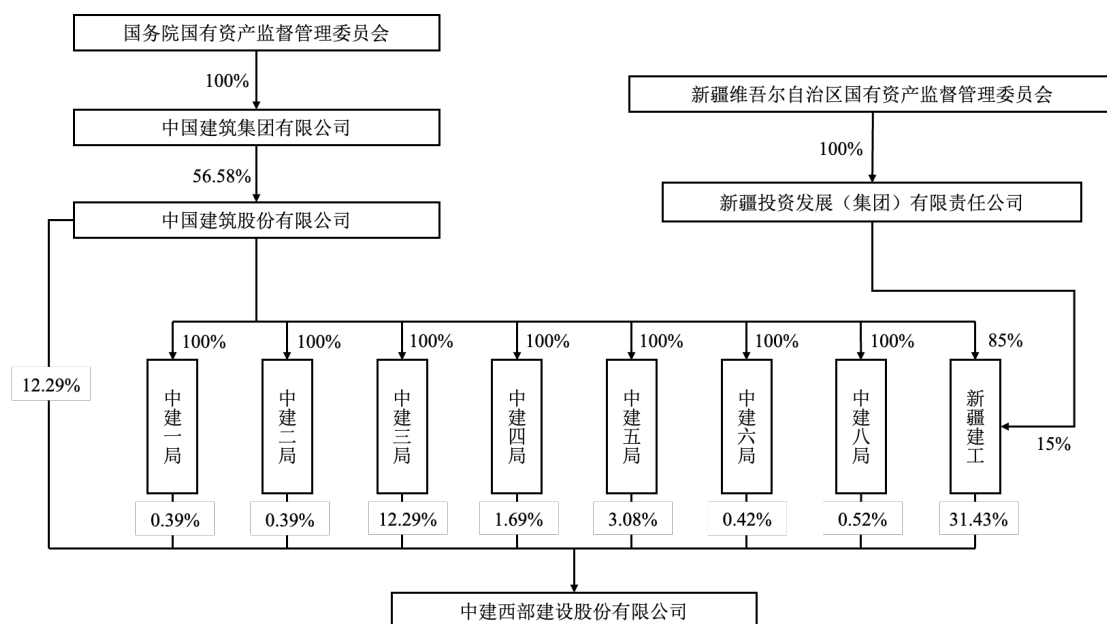 国务院国有资产监督管理委员会
100%
新疆维吾尔自治区国有资产监督管理委员会
中国建筑集团有限公司
100%
56.58%
新疆投资发展（集团）有限责任公司
中国建筑股份有限公司
100%
100%
100%
100%
100%
100%
100%
85%
12.29%
中建一局
中建二局
中建三局
中建四局
中建五局
中建六局
中建八局
新疆建工
15%
0.39%
0.39%
12.29%
1.69%
3.08%
0.42%
0.52%
31.43%
中建西部建设股份有限公司